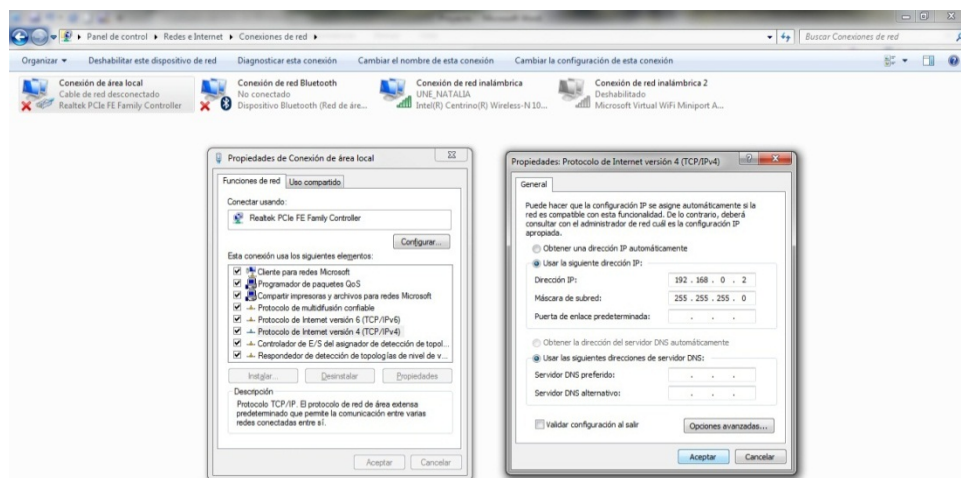 Panel de control ▸ Redes e Internet ▸ Conexiones de red ▸
Buscar Conexiones de red
Organizar
Deshabilitar este dispositivo de red
Diagnosticar esta conexión
Cambiar el nombre de esta conexión
Cambiar la configuración de esta conexión
Conexión de área local
Cable de red desconectado
Realtek PCIe FE Family Controller
Conexión de red Bluetooth
No conectado
Dispositivo Bluetooth (Red de áre...
Conexión de red inalámbrica
UNE_NATALIA
Intel(R) Centrino(R) Wireless-N 10...
Conexión de red inalámbrica 2
Deshabilitado
Microsoft Virtual WiFi Miniport A...
Propiedades de Conexión de área local
Funciones de red
Uso compartido
Conectar usando:
Realtek PCIe FE Family Controller
Configurar...
Esta conexión usa los siguientes elementos:
Cliente para redes Microsoft
Programador de paquetes QoS
Compartir impresoras y archivos para redes Microsoft
Protocolo de multidifusión confiable
Protocolo de Internet versión 6 (TCP/IPv6)
Protocolo de Internet versión 4 (TCP/IPv4)
Controlador de E/S del asignador de detección de topol...
Respondedor de detección de topologías de nivel de v...
Instalar...
Desinstalar
Propiedades
Descripción
Protocolo TCP/IP. El protocolo de red de área extensa
predeterminado que permite la comunicación entre varias
redes conectadas entre sí.
Aceptar
Cancelar
Propiedades: Protocolo de Internet versión 4 (TCP/IPv4)
General
Puede hacer que la configuración IP se asigne automáticamente si la
red es compatible con esta funcionalidad. De lo contrario, deberá
consultar con el administrador de red cuál es la configuración IP
apropiada.
Obtener una dirección IP automáticamente
Usar la siguiente dirección IP:
Dirección IP: 192 . 168 . 0 . 2
Máscara de subred: 255 . 255 . 255 . 0
Puerta de enlace predeterminada: . . .
Obtener la dirección del servidor DNS automáticamente
Usar las siguientes direcciones de servidor DNS:
Servidor DNS preferido: . . .
Servidor DNS alternativo: . . .
Validar configuración al salir
Opciones avanzadas...
Aceptar
Cancelar